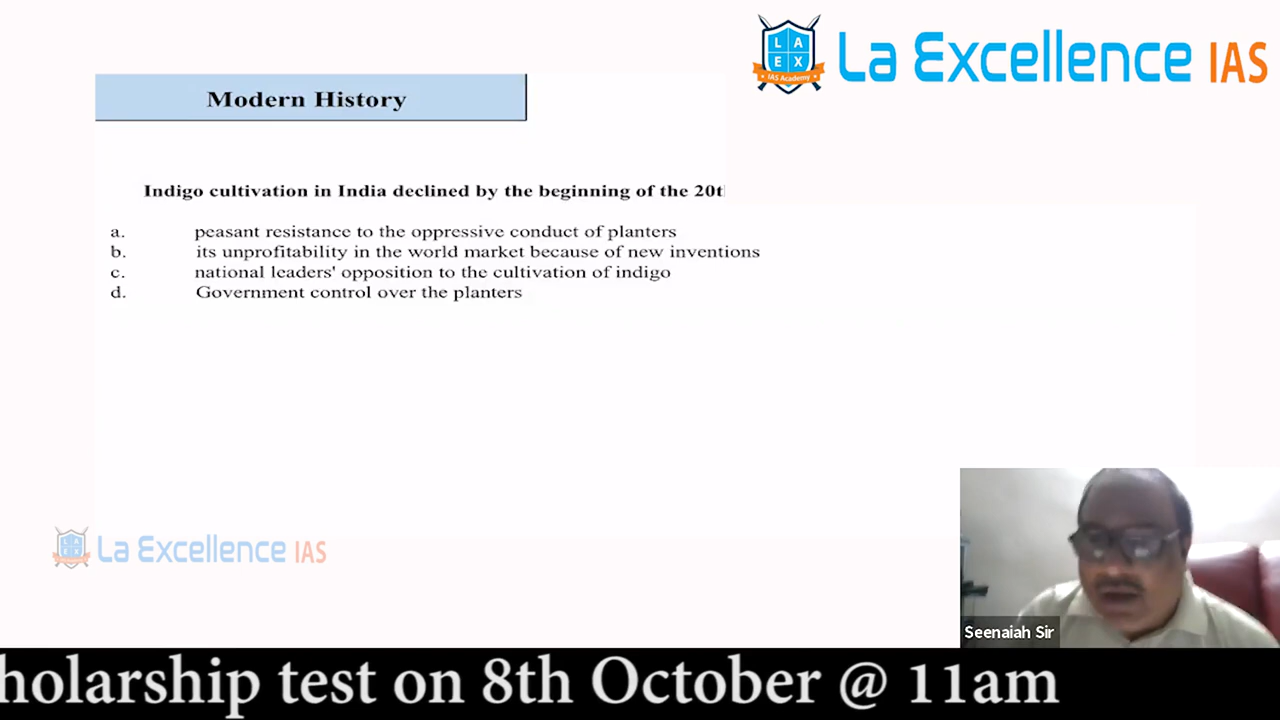 L A
E X
IAS Academy
La Excellence IAS
Modern History
Indigo cultivation in India declined by the beginning of the 20t
a. peasant resistance to the oppressive conduct of planters
b. its unprofitability in the world market because of new inventions
c. national leaders' opposition to the cultivation of indigo
d. Government control over the planters
La Excellence IAS
Seenaiah Sir
holarship test on 8th October @ 11am